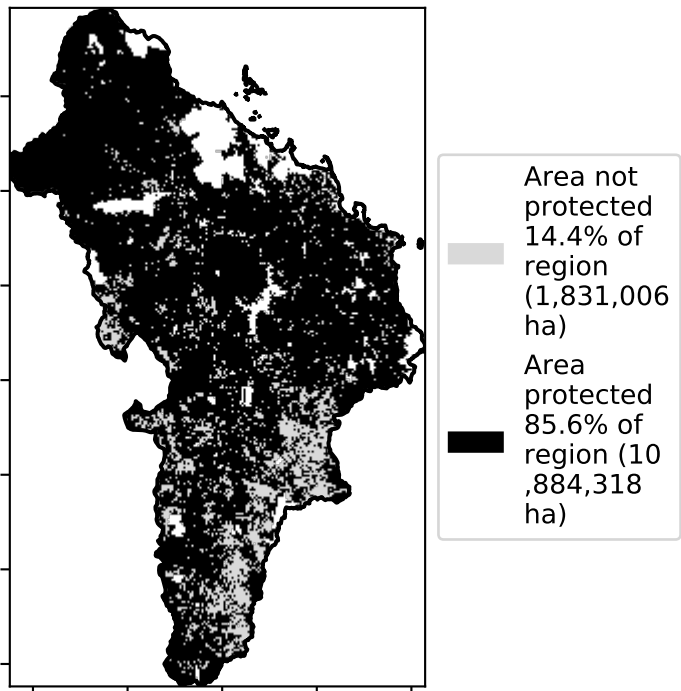 Area not
protected
14.4% of
region
(1,831,006
ha)
Area
protected
85.6% of
region (10
,884,318
ha)